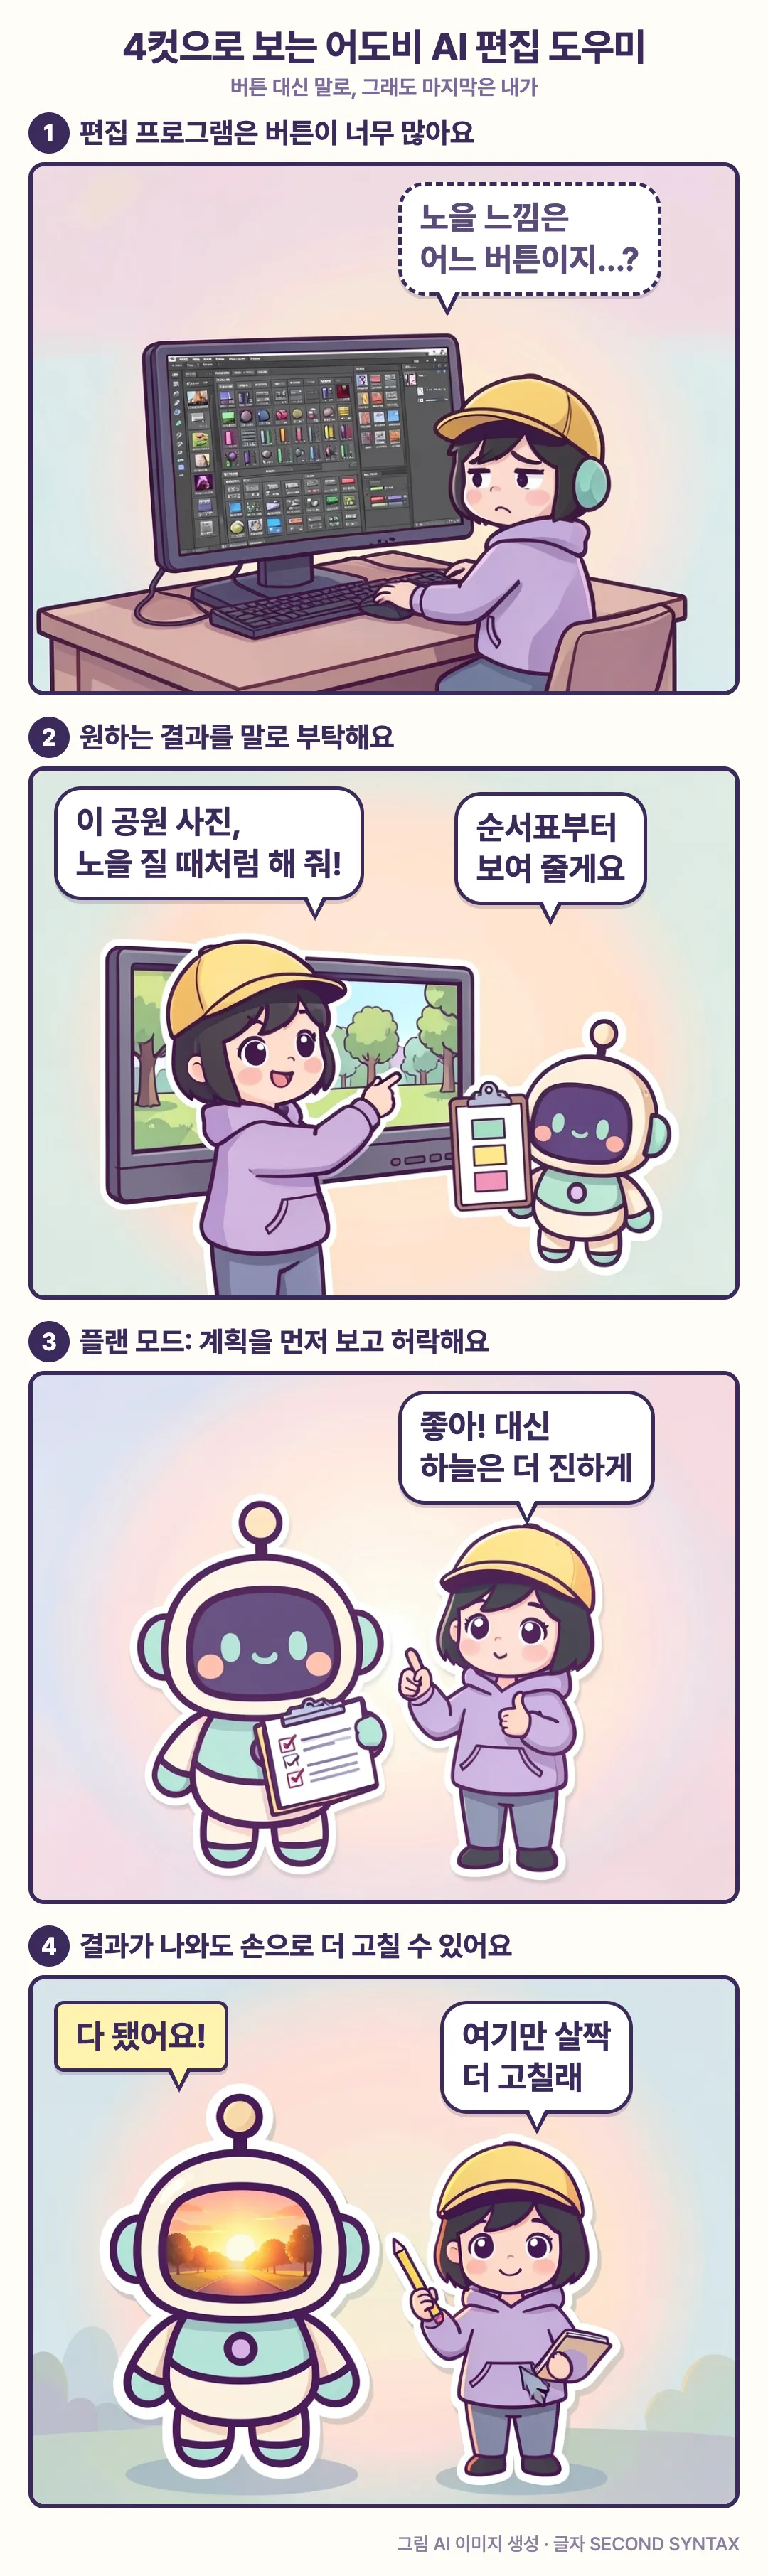 4컷으로 보는 어도비 AI 편집 도우미
버튼 대신 말로, 그래도 마지막은 내가
1 편집 프로그램은 버튼이 너무 많아요
노을 느낌은
어느 버튼이지...?
2 원하는 결과를 말로 부탁해요
이 공원 사진,
노을 질 때처럼 해 줘!
순서표부터
보여 줄게요
3 플랜 모드: 계획을 먼저 보고 허락해요
좋아! 대신
하늘은 더 진하게
4 결과가 나와도 손으로 더 고칠 수 있어요
다 됐어요!
여기만 살짝
더 고칠래
그림 AI 이미지 생성 · 글자 SECOND SYNTAX